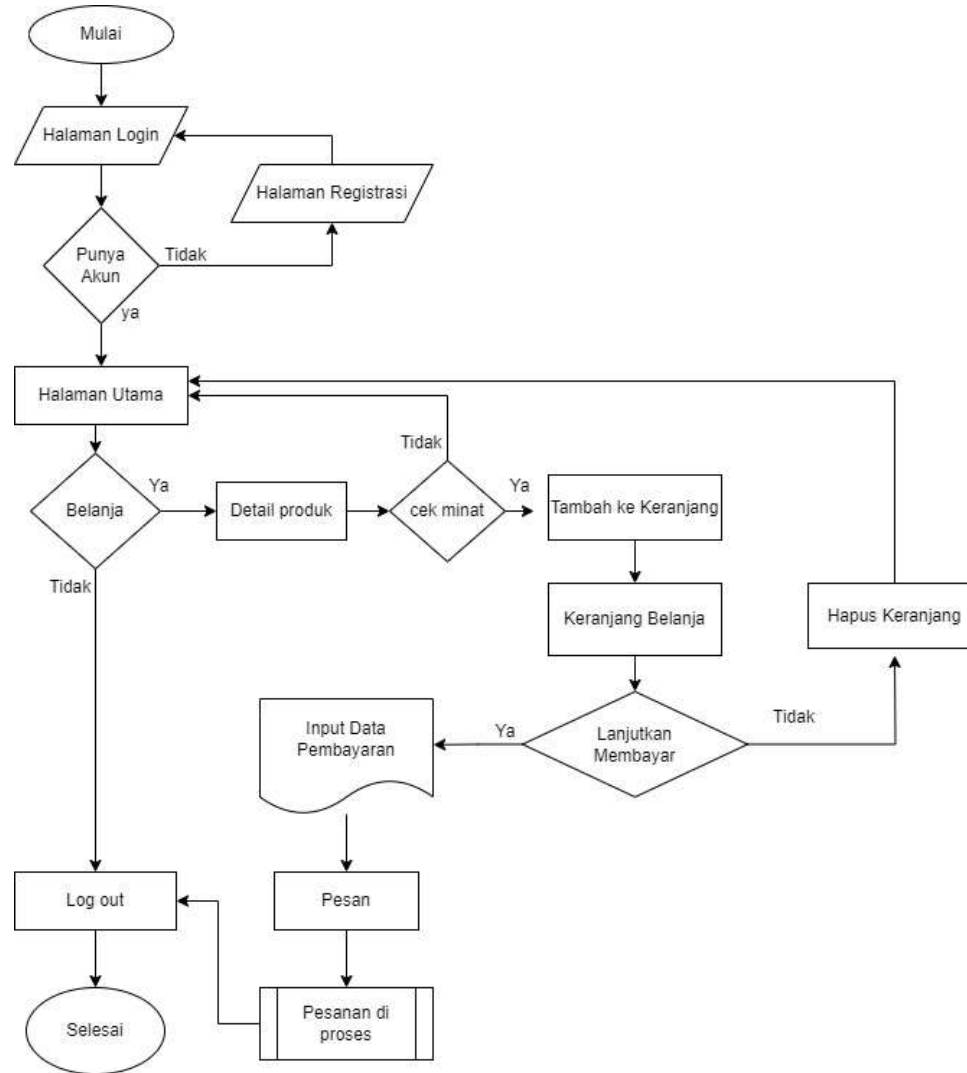 Mulai
Halaman Login
Halaman Registrasi
Punya
Akun
Tidak
ya
Halaman Utama
Tidak
Belanja
Ya
Detail produk
cek minat
Ya
Tambah ke Keranjang
Tidak
Keranjang Belanja
Hapus Keranjang
Input Data
Pembayaran
Ya
Lanjutkan
Membayar
Tidak
Log out
Pesan
Selesai
Pesanan di
proses